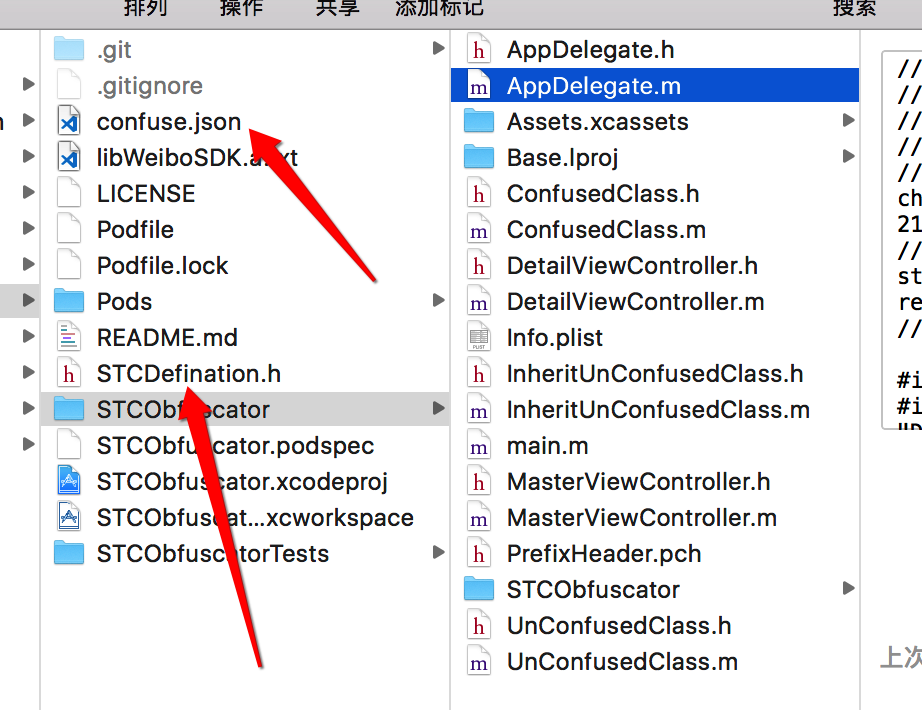 排列 操作 共享 添加标记 搜索
.git
.gitignore
confuse.json
LICENSE
Podfile
Podfile.lock
Pods
README.md
STCDefination.h
STCObfuscator
STCObfuscator.podspec
STCObfuscator.xcodeproj
STCObfuscat...xcworkspace
STCObfuscatorTests
AppDelegate.h
AppDelegate.m
Assets.xcassets
Base.lproj
ConfusedClass.h
ConfusedClass.m
DetailViewController.h
DetailViewController.m
Info.plist
InheritUnConfusedClass.h
InheritUnConfusedClass.m
main.m
MasterViewController.h
MasterViewController.m
PrefixHeader.pch
STCObfuscator
UnConfusedClass.h
UnConfusedClass.m
//
//
//
//
//
ch
21
//
st
re
//
#i
#i
上次